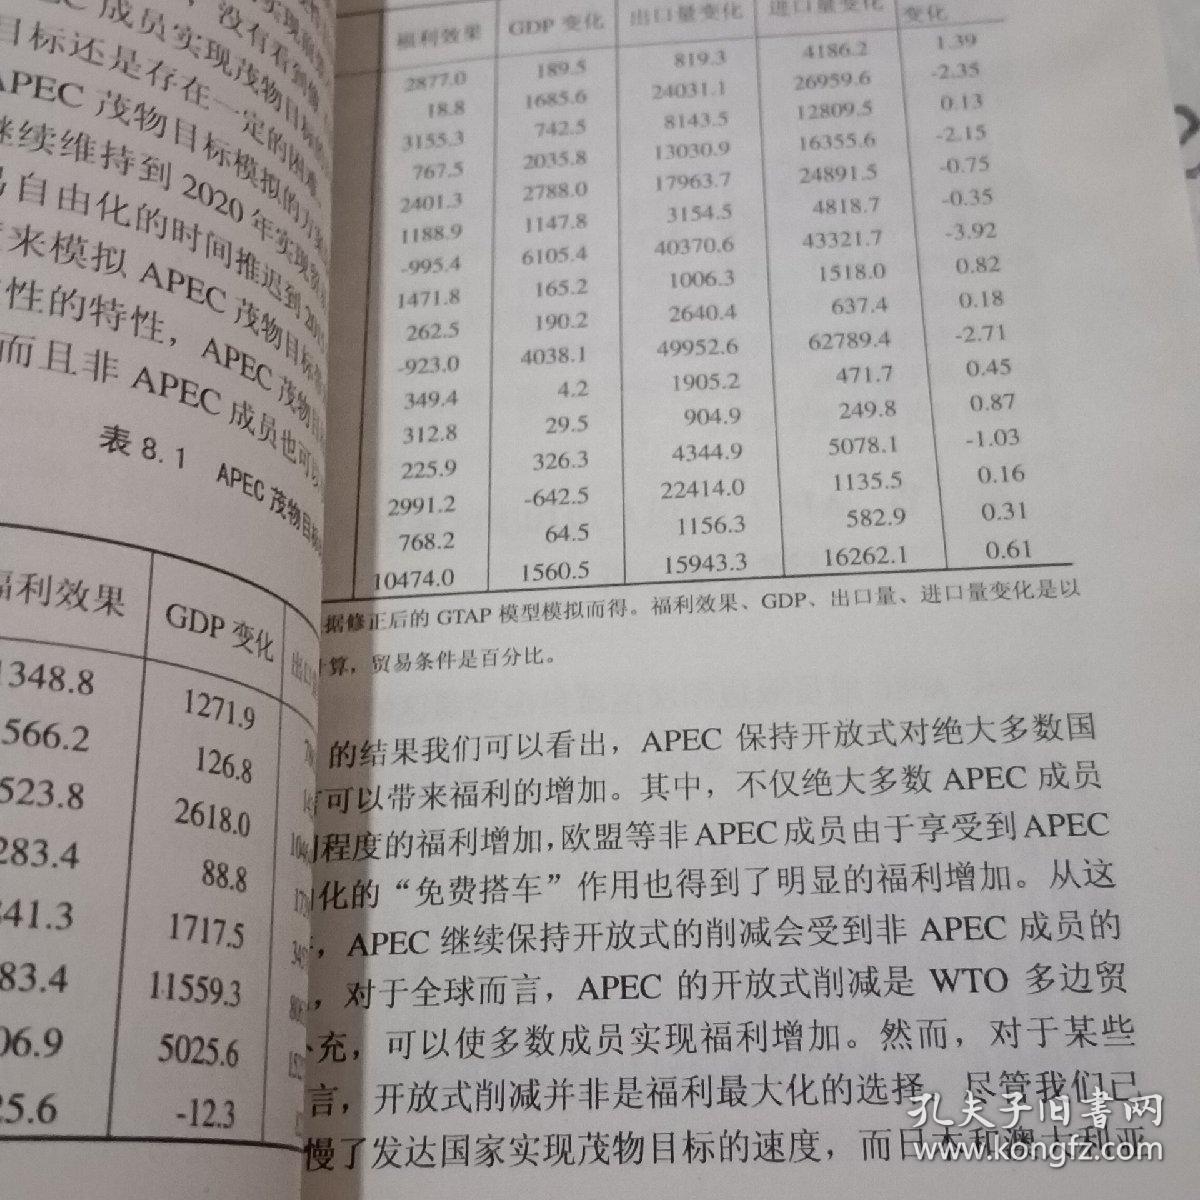 没有看到像
EC 成员实现茂物目标的
目标还是存在一定的困难
APEC 茂物目标模拟的方案
继续维持到 2020 年实现贸
易自由化的时间推迟到 20
来模拟 APEC 茂物目标
性的特性，APEC 茂物目
而且非 APEC 成员也可以
表 8.1 APEC 茂物目标
福利效果 GDP 变化 出口
1348.8 1271.9
566.2 126.8
523.8 2618.0
283.4 88.8
841.3 1717.5
83.4 11559.3
06.9 5025.6
25.6 -12.3
福利效果 GDP 变化 出口量变化 进口量变化 变化
2877.0 189.5 819.3 4186.2 1.39
18.8 1685.6 24031.1 26959.6 -2.35
3155.3 742.5 8143.5 12809.5 0.13
767.5 2035.8 13030.9 16355.6 -2.15
2401.3 2788.0 17963.7 24891.5 -0.75
1188.9 1147.8 3154.5 4818.7 -0.35
-995.4 6105.4 40370.6 43321.7 -3.92
1471.8 165.2 1006.3 1518.0 0.82
262.5 190.2 2640.4 637.4 0.18
-923.0 4038.1 49952.6 62789.4 -2.71
349.4 4.2 1905.2 471.7 0.45
312.8 29.5 904.9 249.8 0.87
225.9 326.3 4344.9 5078.1 -1.03
2991.2 -642.5 22414.0 1135.5 0.16
768.2 64.5 1156.3 582.9 0.31
10474.0 1560.5 15943.3 16262.1 0.61
据修正后的 GTAP 模型模拟而得。福利效果、GDP、出口量、进口量变化是以
算，贸易条件是百分比。
的结果我们可以看出，APEC 保持开放式对绝大多数国
可以带来福利的增加。其中，不仅绝大多数 APEC 成员
程度的福利增加，欧盟等非 APEC 成员由于享受到 APEC
化的“免费搭车”作用也得到了明显的福利增加。从这
，APEC 继续保持开放式的削减会受到非 APEC 成员的
，对于全球而言，APEC 的开放式削减是 WTO 多边贸
充，可以使多数成员实现福利增加。然而，对于某些
言，开放式削减并非是福利最大化的选择。尽管我们已
慢了发达国家实现茂物目标的速度，而日本和澳大利亚
孔夫子旧书网
www.kongfz.com